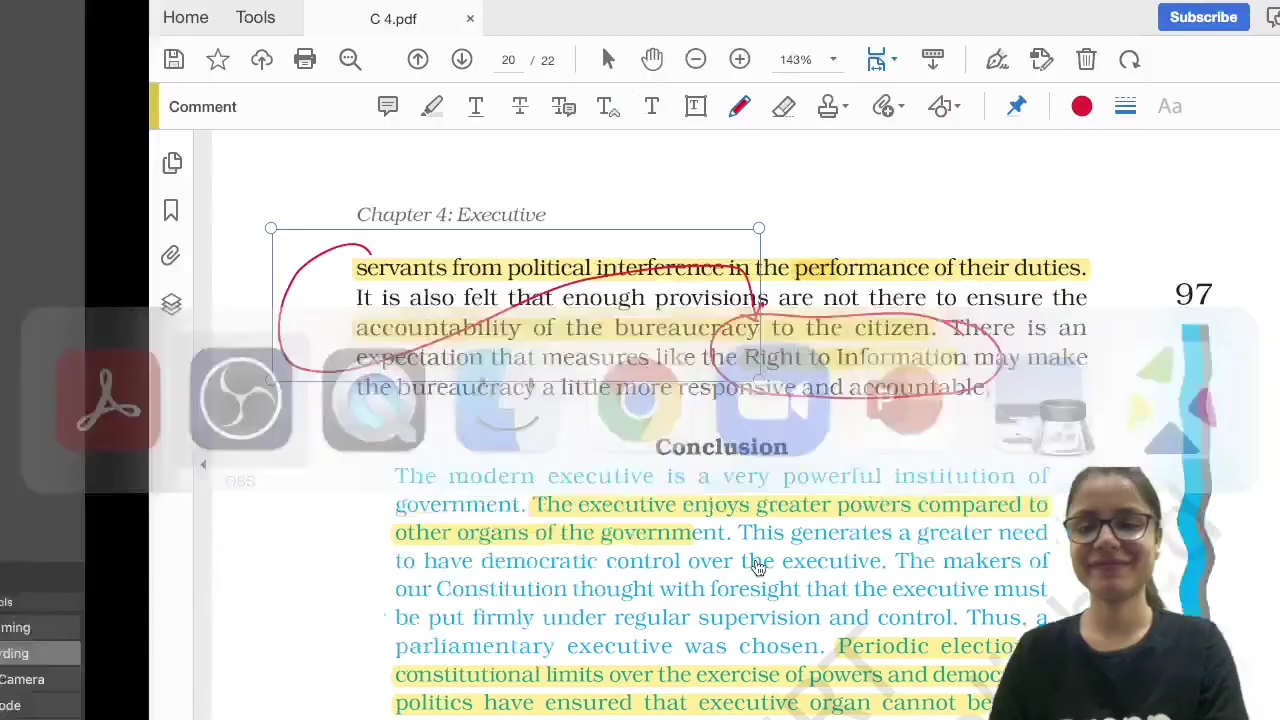 Home Tools C 4.pdf × Subscribe
20 / 22 143%
Comment Aa
Chapter 4: Executive
servants from political interference in the performance of their duties.
It is also felt that enough provisions are not there to ensure the
97
accountability of the bureaucracy to the citizen. There is an
expectation that measures like the Right to Information may make
the bureaucracy a little more responsive and accountable.
Conclusion
The modern executive is a very powerful institution of
OBS
government. The executive enjoys greater powers compared to
other organs of the government. This generates a greater need
to have democratic control over the executive. The makers of
our Constitution thought with foresight that the executive must
be put firmly under regular supervision and control. Thus, a
parliamentary executive was chosen. Periodic
constitutional limits over the exercise of powers and
politics have ensured that executive organ cannot
Camera